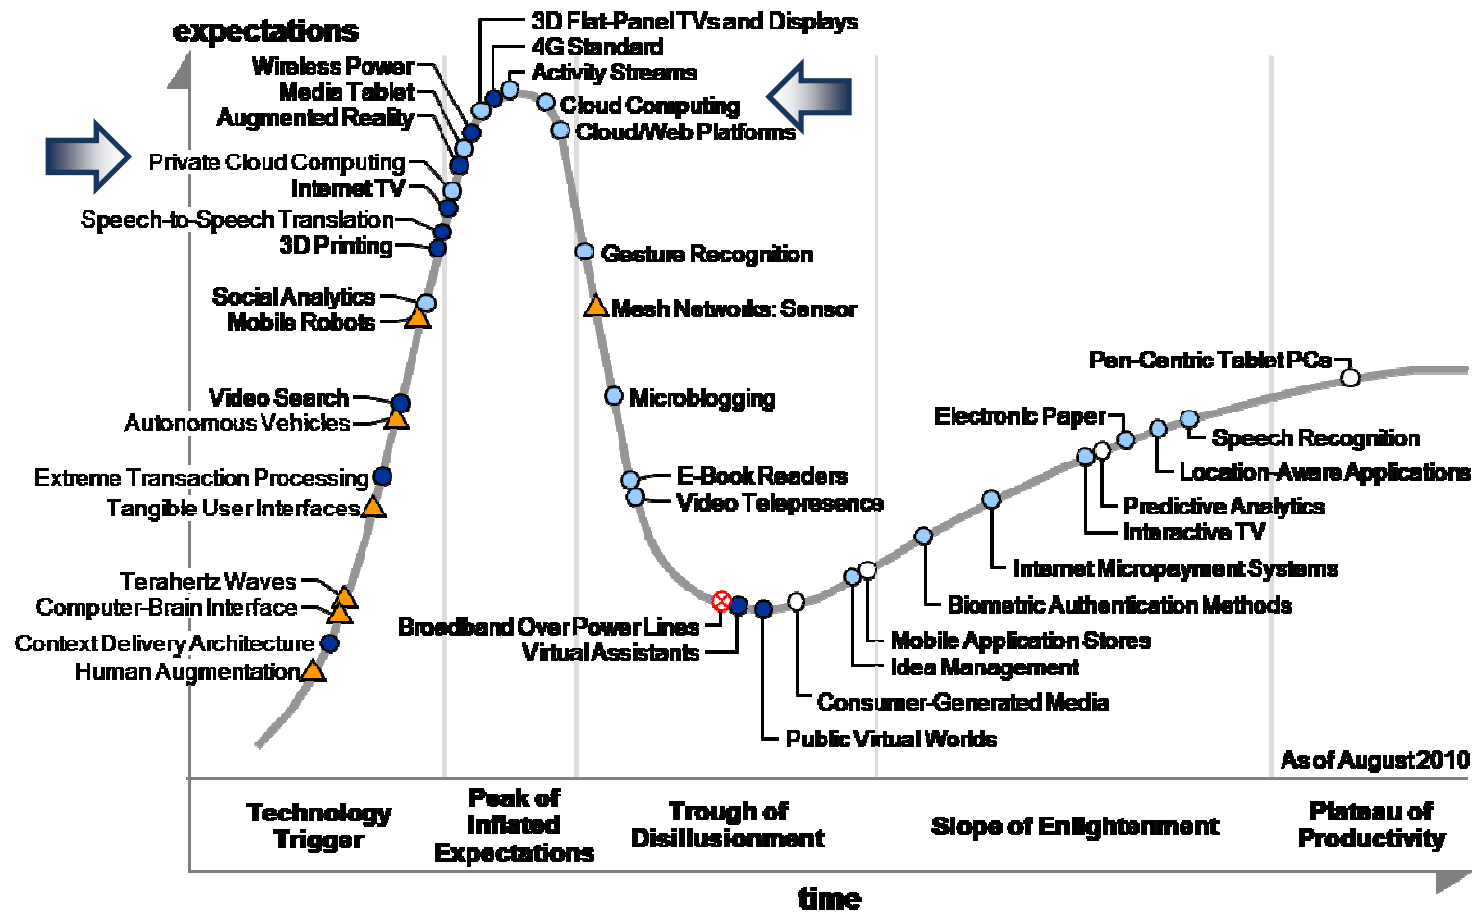 expectations
3D Flat-Panel TVs and Displays
4G Standard
Activity Streams
Wireless Power
Media Tablet
Augmented Reality
Cloud Computing
Cloud/Web Platforms
Private Cloud Computing
Internet TV
Speech-to-Speech Translation
3D Printing
Gesture Recognition
Social Analytics
Mobile Robots
Mesh Networks: Sensor
Video Search
Autonomous Vehicles
Microblogging
Extreme Transaction Processing
Tangible User Interfaces
E-Book Readers
Video Telepresence
Terahertz Waves
Computer-Brain Interface
Context Delivery Architecture
Human Augmentation
Broadband Over Power Lines
Virtual Assistants
Public Virtual Worlds
Consumer-Generated Media
Idea Management
Mobile Application Stores
Biometric Authentication Methods
Internet Micropayment Systems
Interactive TV
Predictive Analytics
Electronic Paper
Location-Aware Applications
Speech Recognition
Pen-Centric Tablet PCs
As of August 2010
Technology
Trigger
Peak of
Inflated
Expectations
Trough of
Disillusionment
Slope of Enlightenment
Plateau of
Productivity
time